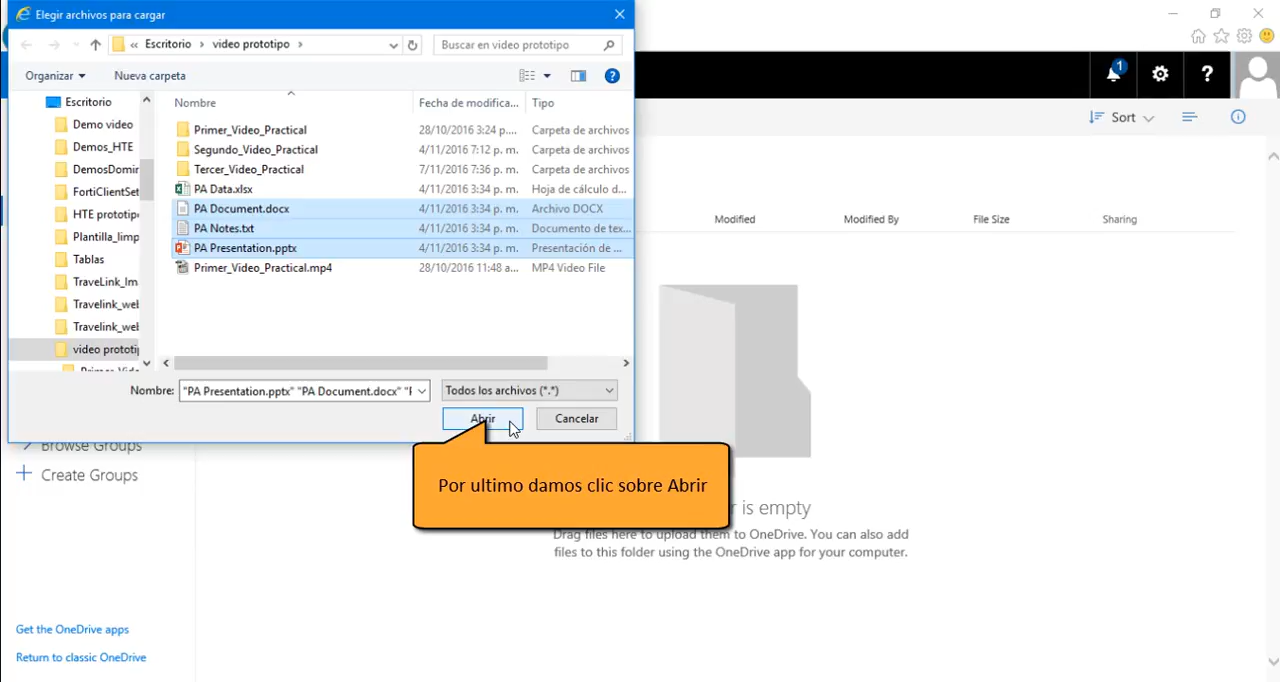 Elegir archivos para cargar
« Escritorio › video prototipo ›
Buscar en video prototipo
Organizar
Nueva carpeta
?
1
?
Sort
Escritorio
Demo video
Demos_HTE
DemosDomir
FortiClientSet
HTE prototipo
Plantilla_limp
Tablas
TraveLink_Im
Travelink_web
Travelink_web
video prototip
Nombre Fecha de modifica... Tipo
Primer_Video_Practical 28/10/2016 3:24 p.... Carpeta de archivos
Segundo_Video_Practical 4/11/2016 7:12 p. m. Carpeta de archivos
Tercer_Video_Practical 7/11/2016 7:36 p. m. Carpeta de archivos
PA Data.xlsx 4/11/2016 3:34 p. m. Hoja de cálculo d...
PA Document.docx 4/11/2016 3:34 p. m. Archivo DOCX
PA Notes.txt 4/11/2016 3:34 p. m. Documento de tex...
PA Presentation.pptx 4/11/2016 3:34 p. m. Presentación de ...
Primer_Video_Practical.mp4 28/10/2016 11:48 a... MP4 Video File
Modified Modified By File Size Sharing
Nombre: "PA Presentation.pptx" "PA Document.docx" "F
Todos los archivos (*.*)
Abrir
Cancelar
Browse Groups
Create Groups
Por ultimo damos clic sobre Abrir
is empty
Drag files here to upload them to OneDrive. You can also add
files to this folder using the OneDrive app for your computer.
Get the OneDrive apps
Return to classic OneDrive